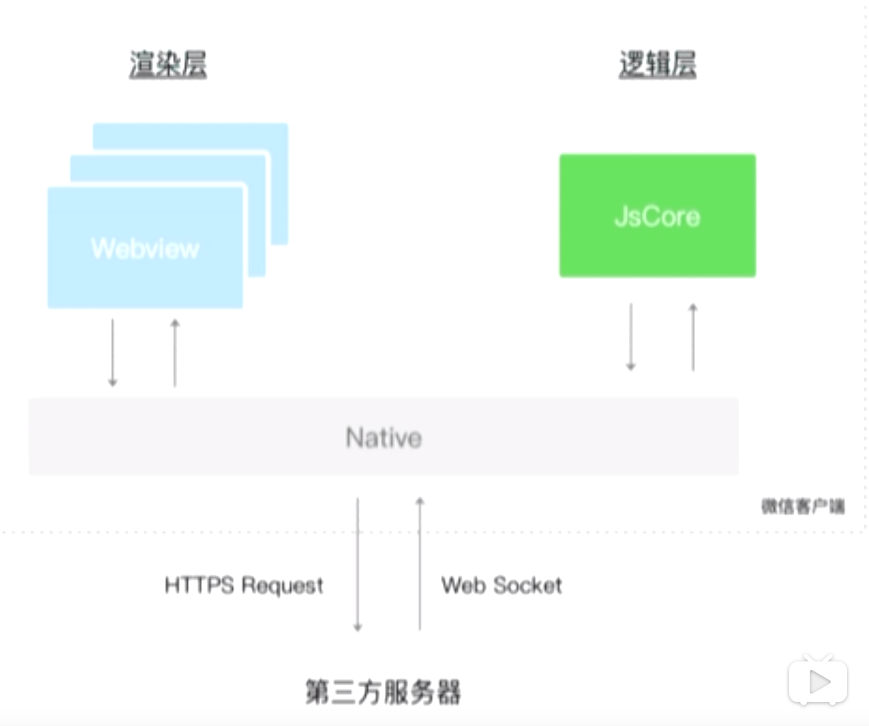 渲染层
逻辑层
Webview
JsCore
Native
微信客户端
HTTPS Request
Web Socket
第三方服务器